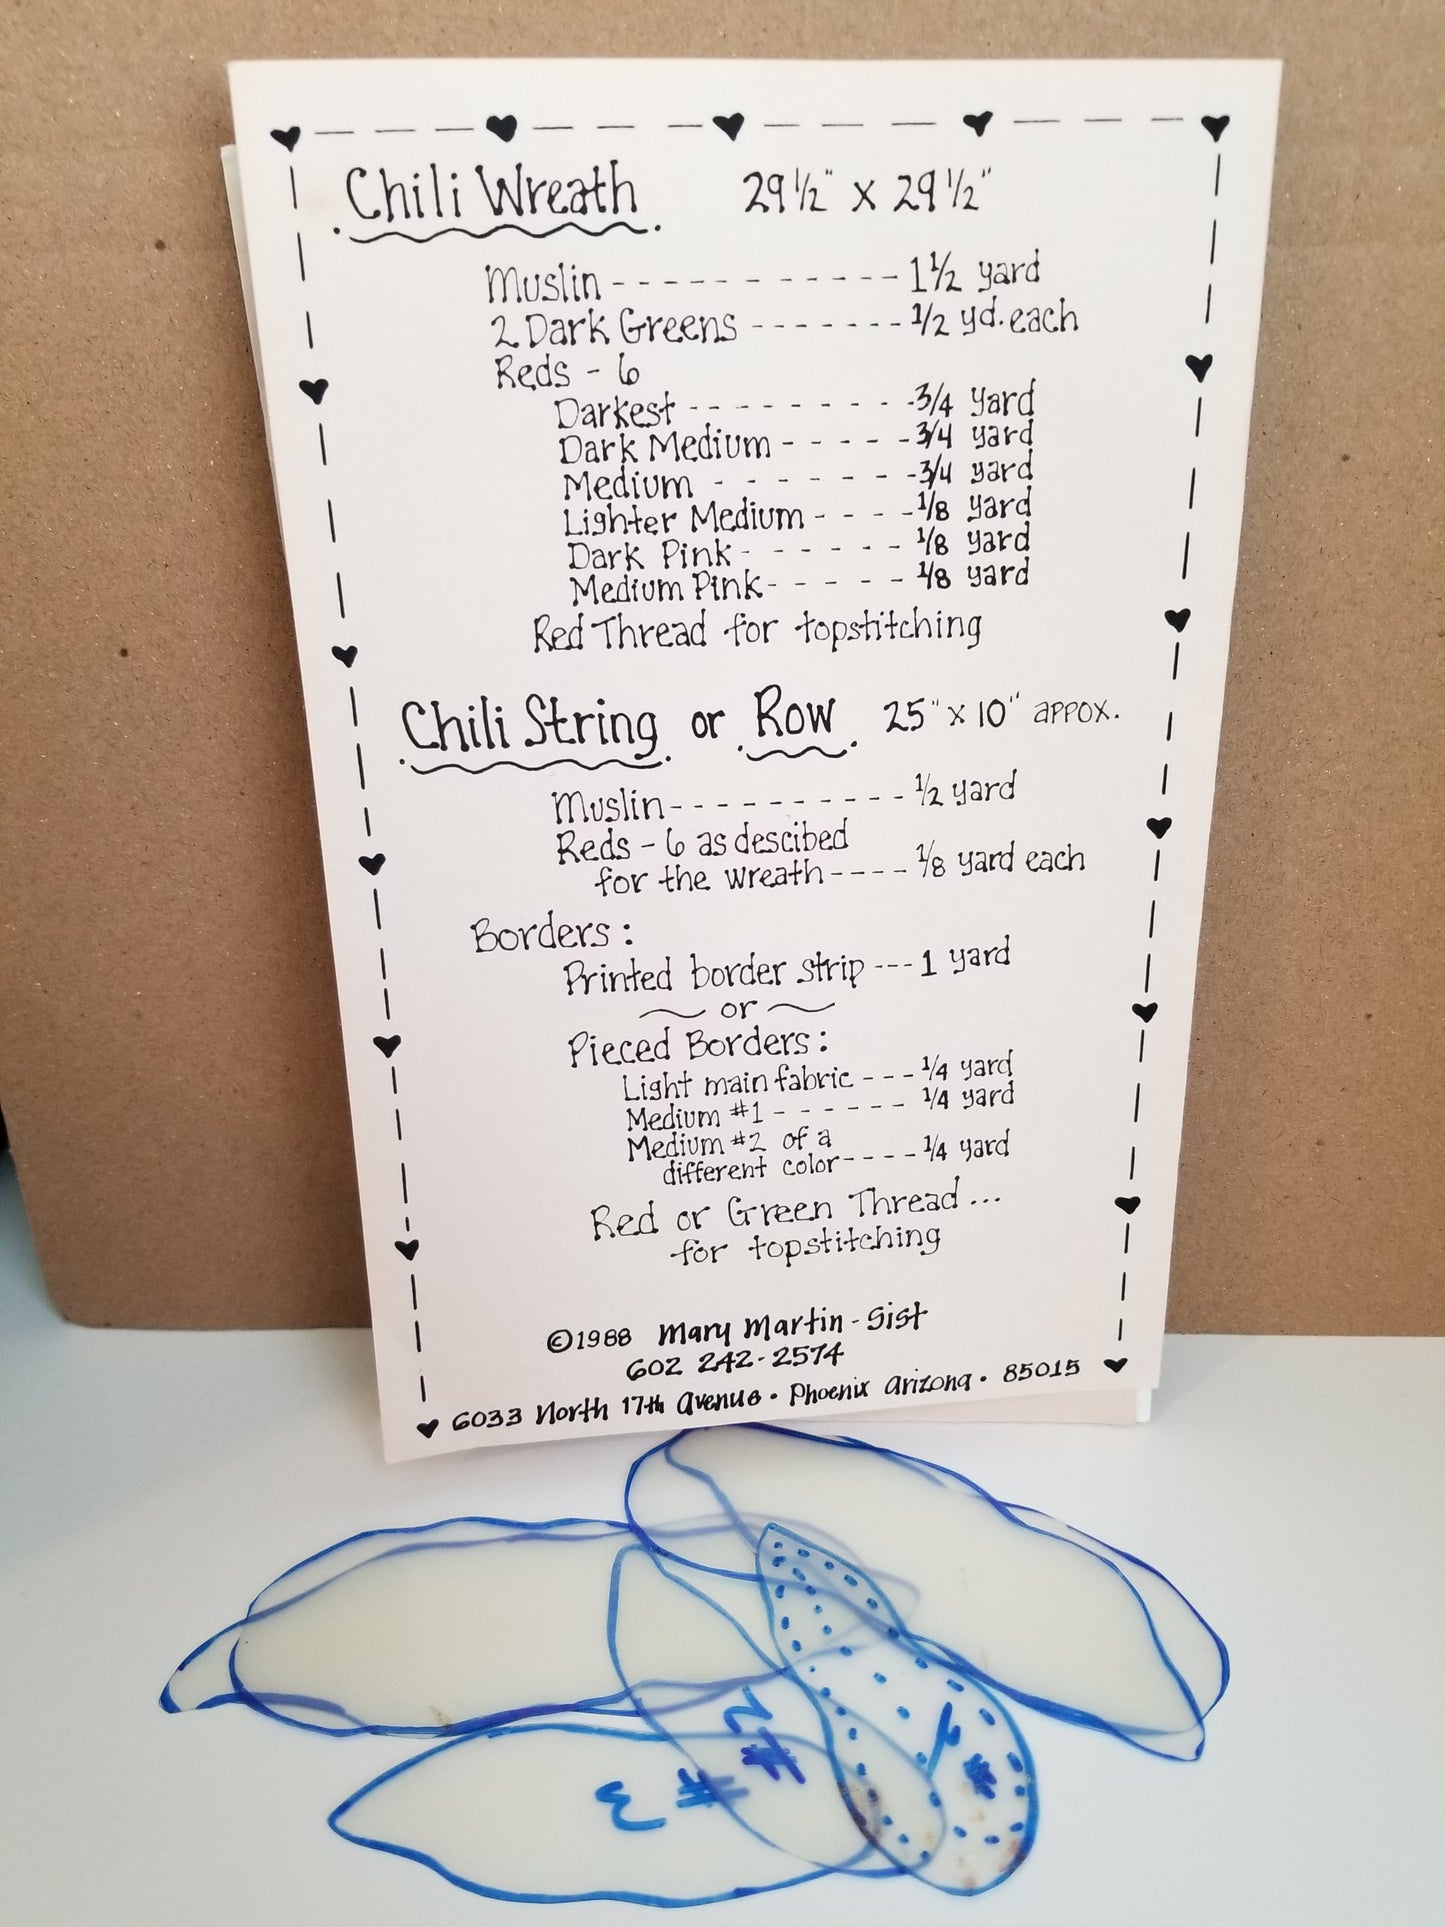 Chili Wreath 29 1/2" x 29 1/2"
Muslin - - - - - - - - - - - 1 1/2 yard
2 Dark Greens - - - - - - - 1/2 yd. each
Reds - 6
Darkest - - - - - - - - - 3/4 yard
Dark Medium - - - - - 3/4 yard
Medium - - - - - - - 3/4 yard
Lighter Medium - - - - 1/8 yard
Dark Pink - - - - - - 1/8 yard
Medium Pink - - - - - 1/8 yard
Red Thread for topstitching
Chili String or Row 25" x 10" appox.
Muslin - - - - - - - - - - 1/2 yard
Reds - 6 as descibed
for the wreath - - - - 1/8 yard each
Borders:
Printed border strip - - - 1 yard
~ or ~
Pieced Borders:
Light main fabric - - - 1/4 yard
Medium #1 - - - - - - 1/4 yard
Medium #2 of a
different color - - - - 1/4 yard
Red or Green Thread ...
for topstitching
©1988 Mary Martin-Sist
602 242-2574
6033 North 17th Avenue • Phoenix Arizona • 85015
#2
#3